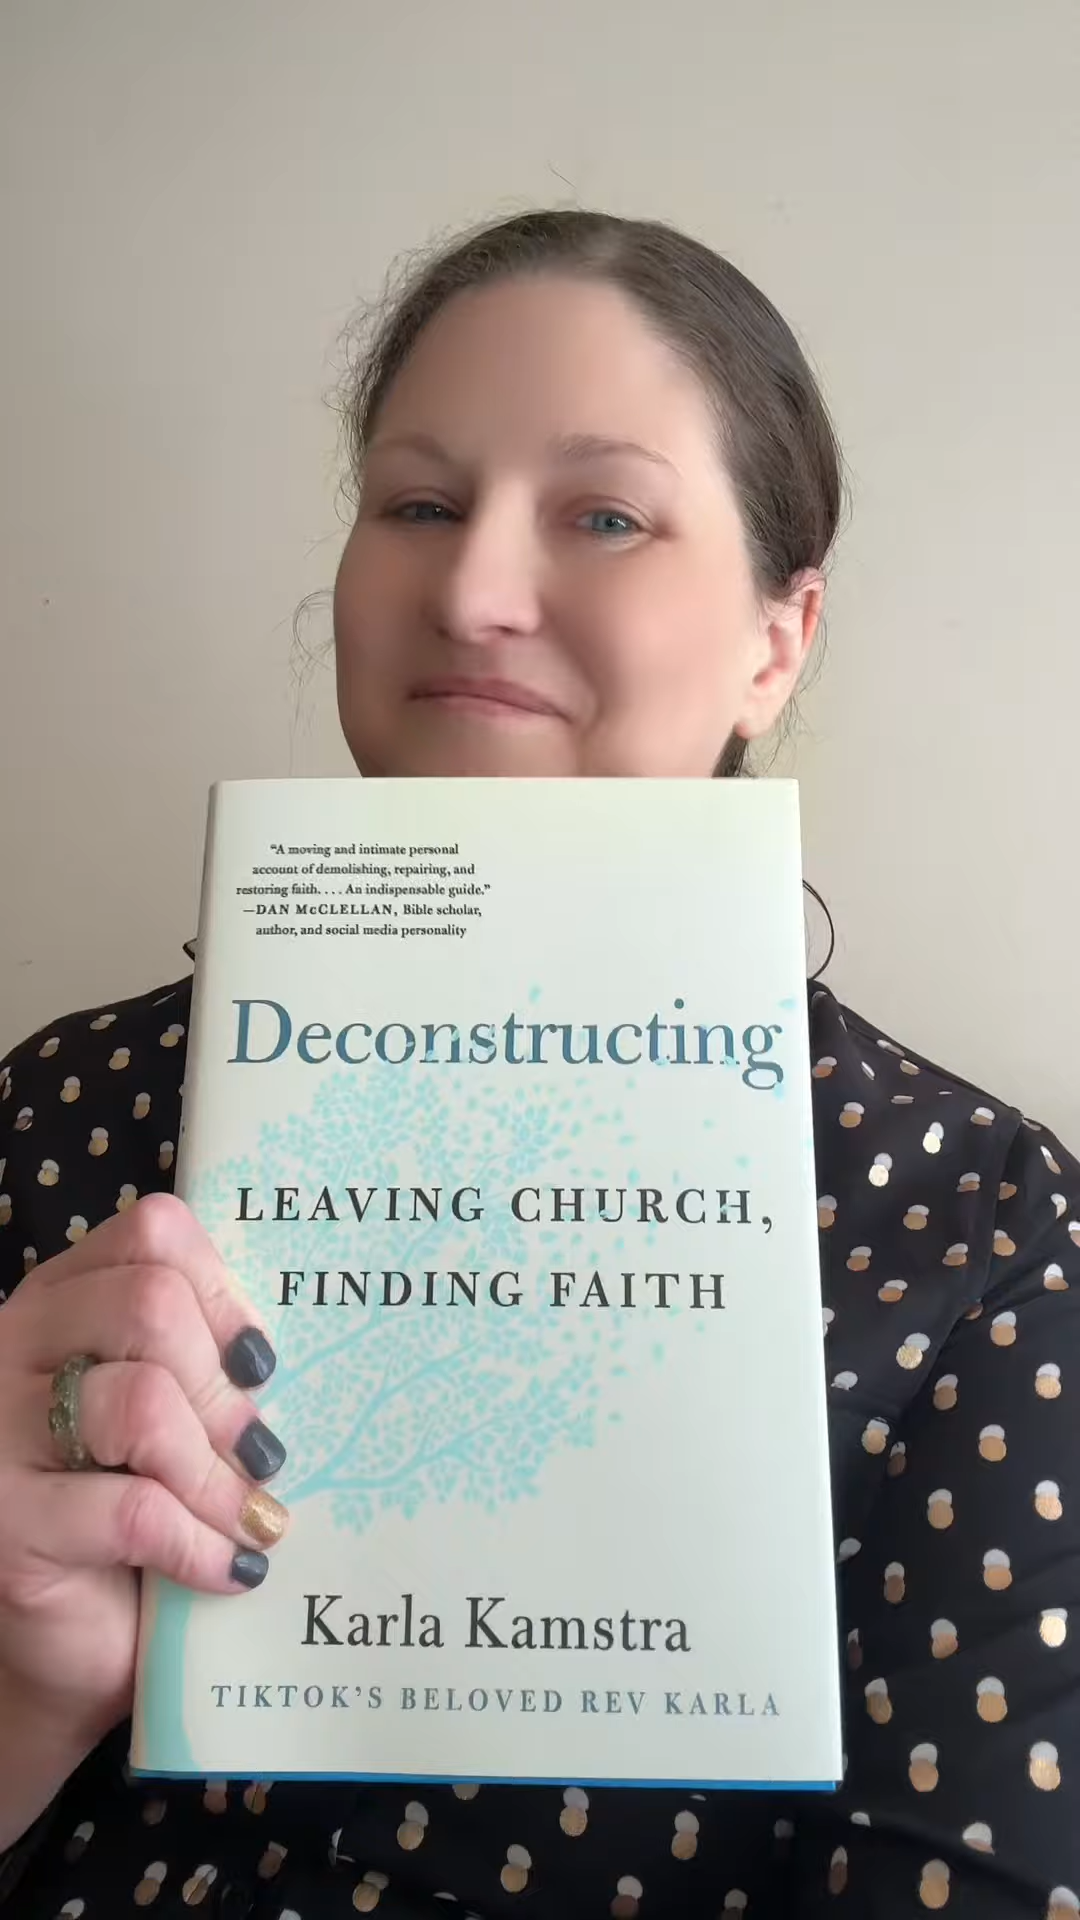 “A moving and intimate personal
account of demolishing, repairing, and
restoring faith. . . . An indispensable guide.”
—DAN McCLELLAN, Bible scholar,
author, and social media personality
Deconstructing
LEAVING CHURCH,
FINDING FAITH
Karla Kamstra
TIKTOK’S BELOVED REV KARLA